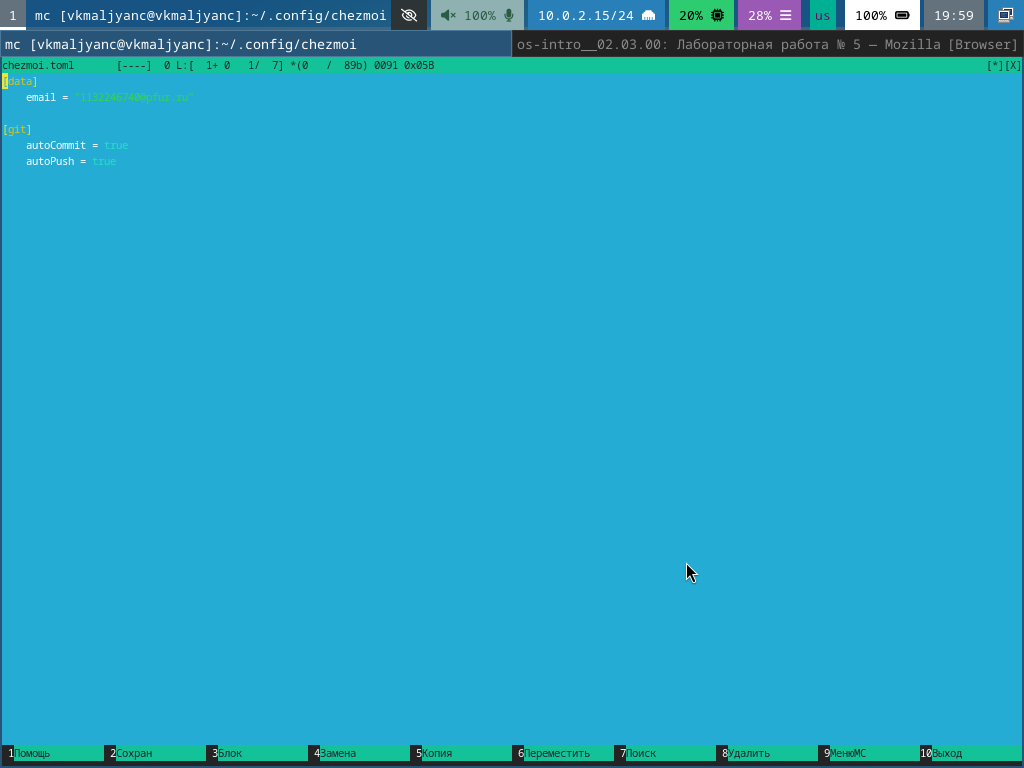 1 mc [vkmaljyanc@vkmaljyanc]:~/.config/chezmoi 100% 10.0.2.15/24 20% 28% us 100% 19:59
mc [vkmaljyanc@vkmaljyanc]:~/.config/chezmoi os-intro__02.03.00: Лабораторная работа № 5 — Mozilla [Browser]
chezmoi.toml [----] 0 L:[ 1+ 0 1/ 7] *(0 / 89b) 0091 0x05B [*][X]
[data]
email =
[git]
autoCommit = true
autoPush = true
1Помощь 2Сохран 3Блок 4Замена 5Копия 6Переместить 7Поиск 8Удалить 9МенюMC 10Выход